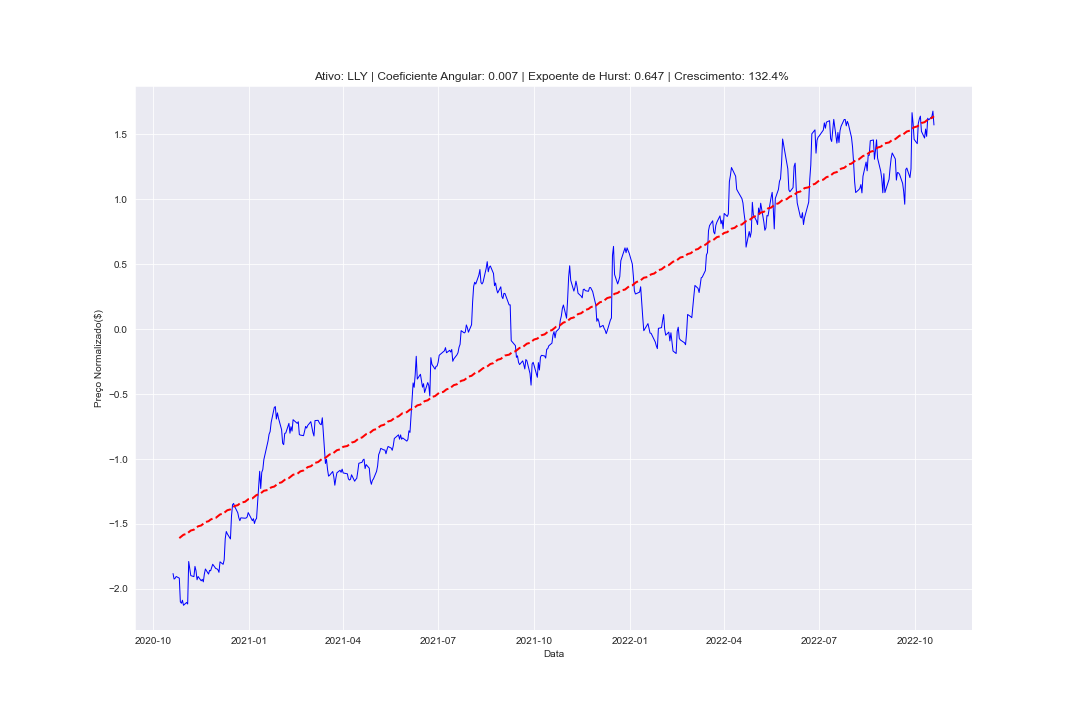 Ativo: LLY | Coeficiente Angular: 0.007 | Expoente de Hurst: 0.647 | Crescimento: 132.4%
Preço Normalizado($)
1.5
1.0
0.5
0.0
−0.5
−1.0
−1.5
−2.0
2020-10 2021-01 2021-04 2021-07 2021-10 2022-01 2022-04 2022-07 2022-10
Data